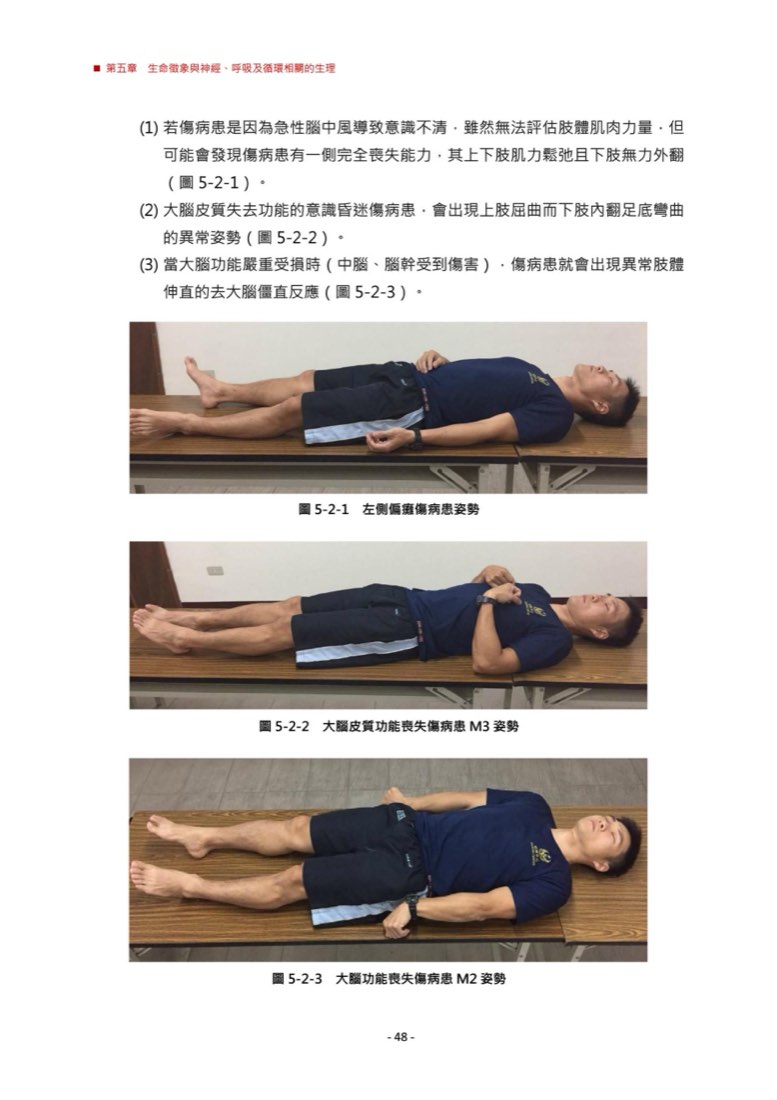 ■ 第五章 生命徵象與神經、呼吸及循環相關的生理
(1) 若傷病患是因為急性腦中風導致意識不清，雖然無法評估肢體肌肉力量，但
可能會發現傷病患有一側完全喪失能力，其上下肢肌力鬆弛且下肢無力外翻
（圖 5-2-1）。
(2) 大腦皮質失去功能的意識昏迷傷病患，會出現上肢屈曲而下肢內翻足底彎曲
的異常姿勢（圖 5-2-2）。
(3) 當大腦功能嚴重受損時（中腦、腦幹受到傷害），傷病患就會出現異常肢體
伸直的去大腦僵直反應（圖 5-2-3）。
圖 5-2-1 左側偏癱傷病患姿勢
圖 5-2-2 大腦皮質功能喪失傷病患 M3 姿勢
圖 5-2-3 大腦功能喪失傷病患 M2 姿勢
- 48 -